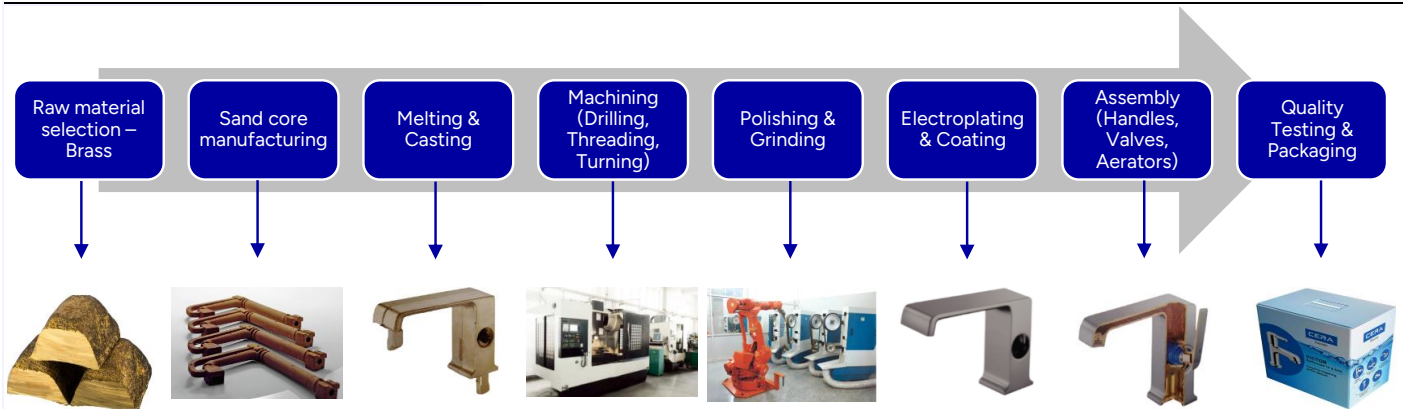 Raw material
selection –
Brass
Sand core
manufacturing
Melting &
Casting
Machining
(Drilling,
Threading,
Turning)
Polishing &
Grinding
Electroplating
& Coating
Assembly
(Handles,
Valves,
Aerators)
Quality
Testing &
Packaging
CERA
CERA